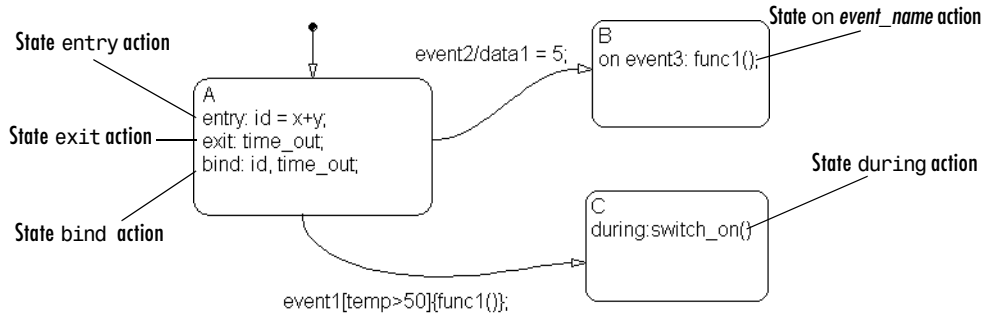 State on event_name action
State entry action
B
event2/data1 = 5;
on event3: func1();
A
entry: id = x+y;
State exit action
exit: time_out;
bind: id, time_out;
State during action
State bind action
C
during:switch_on()
event1[temp>50]{func1()};